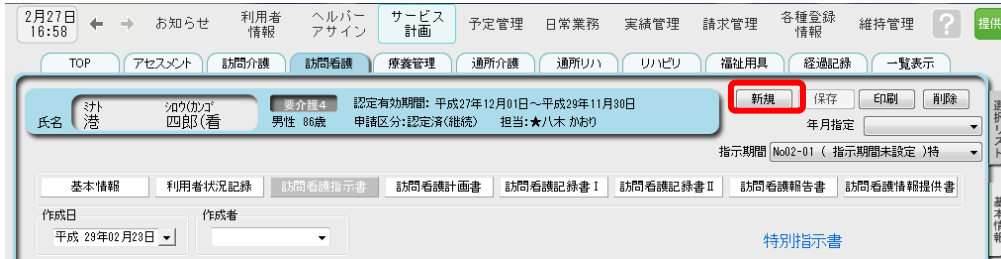 2月27日
16:58
お知らせ
利用者
情報
ヘルパー
アサイン
サービス
計画
予定管理
日常業務
実績管理
請求管理
各種登録
情報
維持管理
?
提供
TOP
アセスメント
訪問介護
訪問看護
療養管理
通所介護
通所リハ
リハビリ
福祉用具
経過記録
一覧表示
新規
保存
印刷
削除
氏名
ミナト
シロウ(カンゴ
港
四郎(看
要介護4
男性 86歳
認定有効期間: 平成27年12月01日～平成29年11月30日
申請区分:認定済(継続) 担当:★八木 かおり
年月指定
指示期間
No02-01 ( 指示期間未設定 )特
選択リスト
基本情報
利用者状況記録
訪問看護指示書
訪問看護計画書
訪問看護記録書Ⅰ
訪問看護記録書Ⅱ
訪問看護報告書
訪問看護情報提供書
作成日
平成 29年02月23日
作成者
特別指示書
基本情報